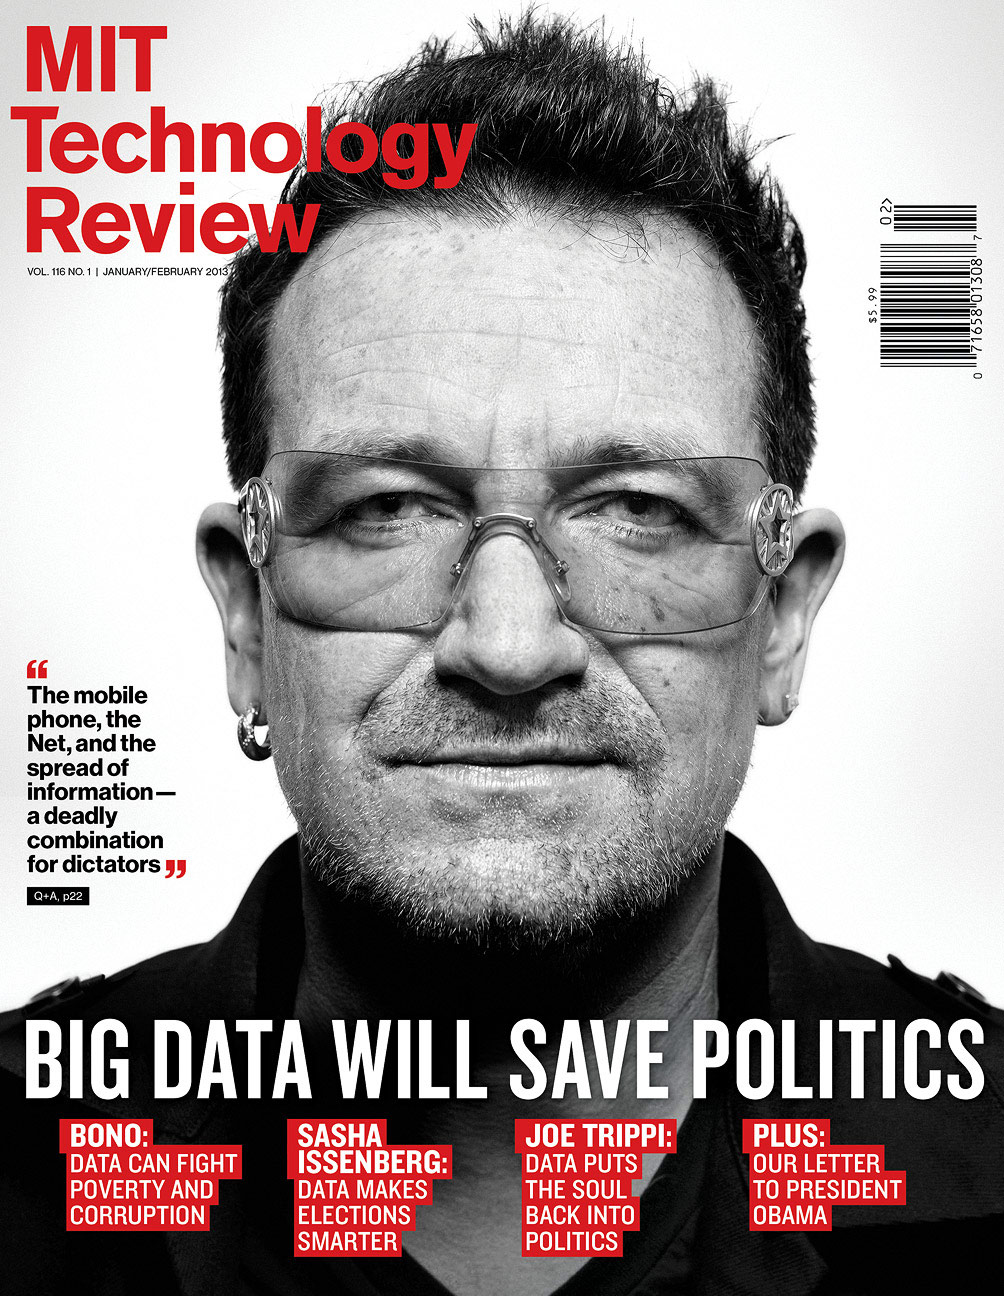 MIT
Technology
Review
VOL. 116 NO. 1 | JANUARY/FEBRUARY 2013
02>
$5.99
0 71658 01308 7
“
The mobile
phone, the
Net, and the
spread of
information—
a deadly
combination
for dictators ”
Q+A, p22
BIG DATA WILL SAVE POLITICS
BONO:
DATA CAN FIGHT
POVERTY AND
CORRUPTION
SASHA
ISSENBERG:
DATA MAKES
ELECTIONS
SMARTER
JOE TRIPPI:
DATA PUTS
THE SOUL
BACK INTO
POLITICS
PLUS:
OUR LETTER
TO PRESIDENT
OBAMA